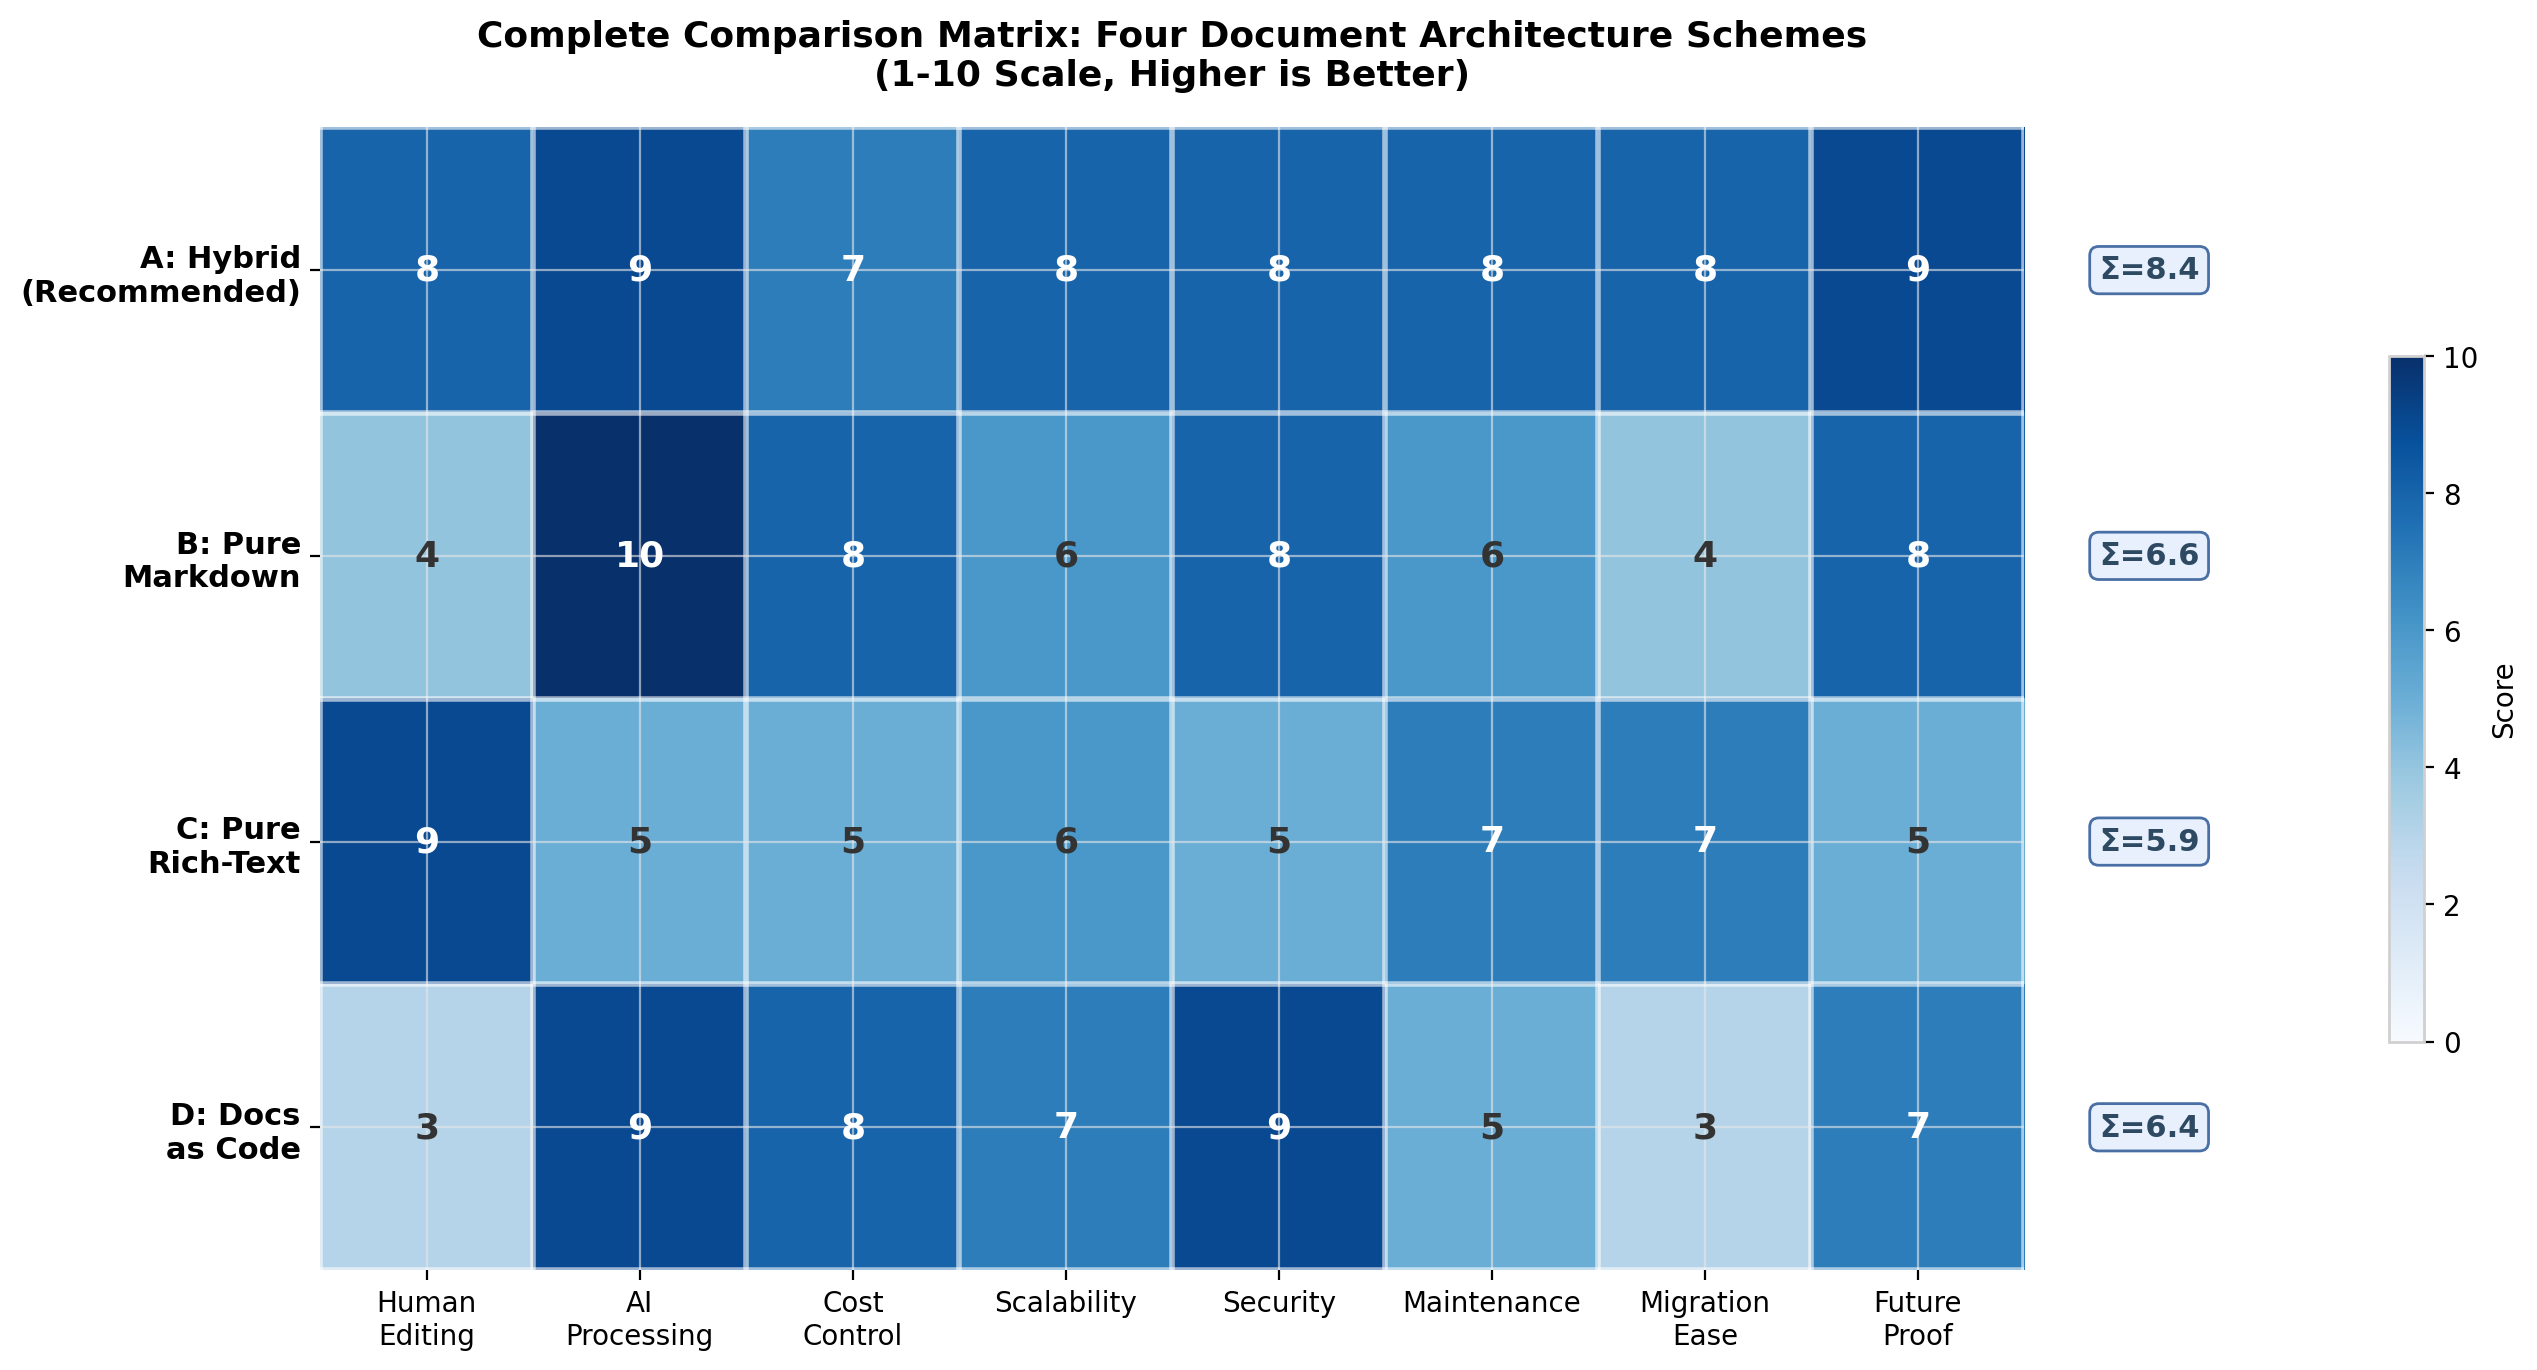 Complete Comparison Matrix: Four Document Architecture Schemes
(1-10 Scale, Higher is Better)
A: Hybrid
(Recommended)
8 9 7 8 8 8 8 9
Σ=8.4
B: Pure
Markdown
4 10 8 6 8 6 4 8
Σ=6.6
C: Pure
Rich-Text
9 5 5 6 5 7 7 5
Σ=5.9
D: Docs
as Code
3 9 8 7 9 5 3 7
Σ=6.4
Human
Editing
AI
Processing
Cost
Control
Scalability
Security
Maintenance
Migration
Ease
Future
Proof
10
8
6
4
2
0
Score